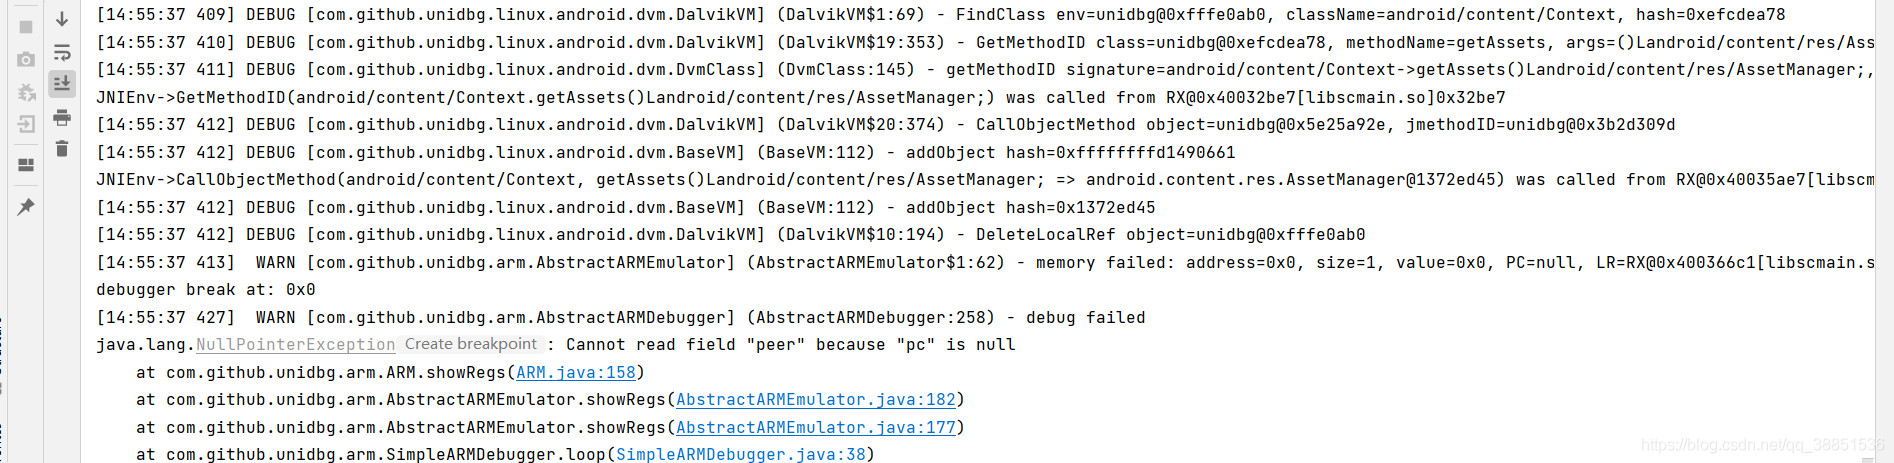 [14:55:37 409] DEBUG [com.github.unidbg.linux.android.dvm.DalvikVM] (DalvikVM$1:69) - FindClass env=unidbg@0xfffe0ab0, className=android/content/Context, hash=0xefcdea78
[14:55:37 410] DEBUG [com.github.unidbg.linux.android.dvm.DalvikVM] (DalvikVM$19:353) - GetMethodID class=unidbg@0xefcdea78, methodName=getAssets, args=()Landroid/content/res/Ass
[14:55:37 411] DEBUG [com.github.unidbg.linux.android.dvm.DvmClass] (DvmClass:145) - getMethodID signature=android/content/Context->getAssets()Landroid/content/res/AssetManager;,
JNIEnv->GetMethodID(android/content/Context.getAssets()Landroid/content/res/AssetManager;) was called from RX@0x40032be7[libscmain.so]0x32be7
[14:55:37 412] DEBUG [com.github.unidbg.linux.android.dvm.DalvikVM] (DalvikVM$20:374) - CallObjectMethod object=unidbg@0x5e25a92e, jmethodID=unidbg@0x3b2d309d
[14:55:37 412] DEBUG [com.github.unidbg.linux.android.dvm.BaseVM] (BaseVM:112) - addObject hash=0xffffffffd1490661
JNIEnv->CallObjectMethod(android/content/Context, getAssets()Landroid/content/res/AssetManager; => android.content.res.AssetManager@1372ed45) was called from RX@0x40035ae7[libscm
[14:55:37 412] DEBUG [com.github.unidbg.linux.android.dvm.BaseVM] (BaseVM:112) - addObject hash=0x1372ed45
[14:55:37 412] DEBUG [com.github.unidbg.linux.android.dvm.DalvikVM] (DalvikVM$10:194) - DeleteLocalRef object=unidbg@0xfffe0ab0
[14:55:37 413]  WARN [com.github.unidbg.arm.AbstractARMEmulator] (AbstractARMEmulator$1:62) - memory failed: address=0x0, size=1, value=0x0, PC=null, LR=RX@0x400366c1[libscmain.s
debugger break at: 0x0
[14:55:37 427]  WARN [com.github.unidbg.arm.AbstractARMDebugger] (AbstractARMDebugger:258) - debug failed
java.lang.NullPointerException Create breakpoint : Cannot read field "peer" because "pc" is null
at com.github.unidbg.arm.ARM.showRegs(ARM.java:158)
at com.github.unidbg.arm.AbstractARMEmulator.showRegs(AbstractARMEmulator.java:182)
at com.github.unidbg.arm.AbstractARMEmulator.showRegs(AbstractARMEmulator.java:177)
at com.github.unidbg.arm.SimpleARMDebugger.loop(SimpleARMDebugger.java:38)
https://blog.csdn.net/qq_38851536